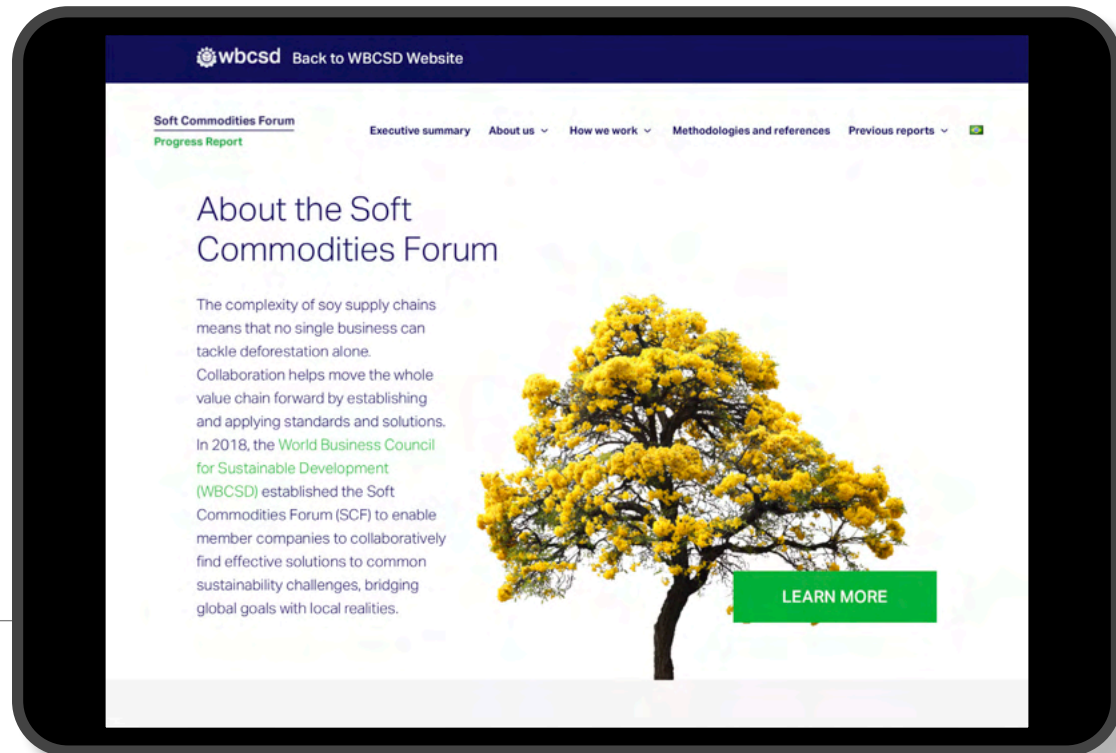 wbcsd Back to WBCSD Website
Soft Commodities Forum
Progress Report
Executive summary About us How we work Methodologies and references Previous reports
About the Soft
Commodities Forum
The complexity of soy supply chains
means that no single business can
tackle deforestation alone.
Collaboration helps move the whole
value chain forward by establishing
and applying standards and solutions.
In 2018, the World Business Council
for Sustainable Development
(WBCSD) established the Soft
Commodities Forum (SCF) to enable
member companies to collaboratively
find effective solutions to common
sustainability challenges, bridging
global goals with local realities.
LEARN MORE